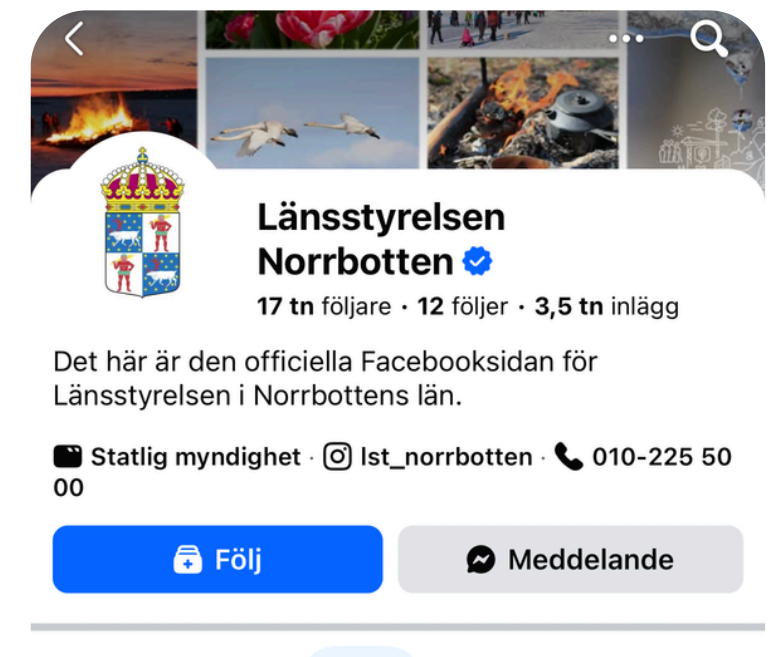 Länsstyrelsen
Norrbotten
17 tn följare · 12 följer · 3,5 tn inlägg
Det här är den officiella Facebooksidan för
Länsstyrelsen i Norrbottens län.
Statlig myndighet · lst_norrbotten · 010-225 50
00
Följ
Meddelande